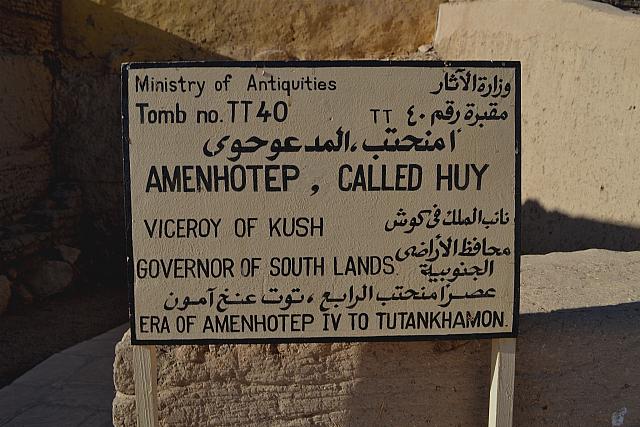 Ministry of Antiquities وزارة الآثار
Tomb no. TT 40 TT مقبرة رقم ٤٠
امنحتب، المدعو حوى
AMENHOTEP, CALLED HUY
VICEROY OF KUSH نائب الملك فى كوش
GOVERNOR OF SOUTH LANDS محافظ الأراضى
الجنوبية
عصر امنحتب الرابع، توت عنخ آمون
ERA OF AMENHOTEP IV TO TUTANKHAMON.